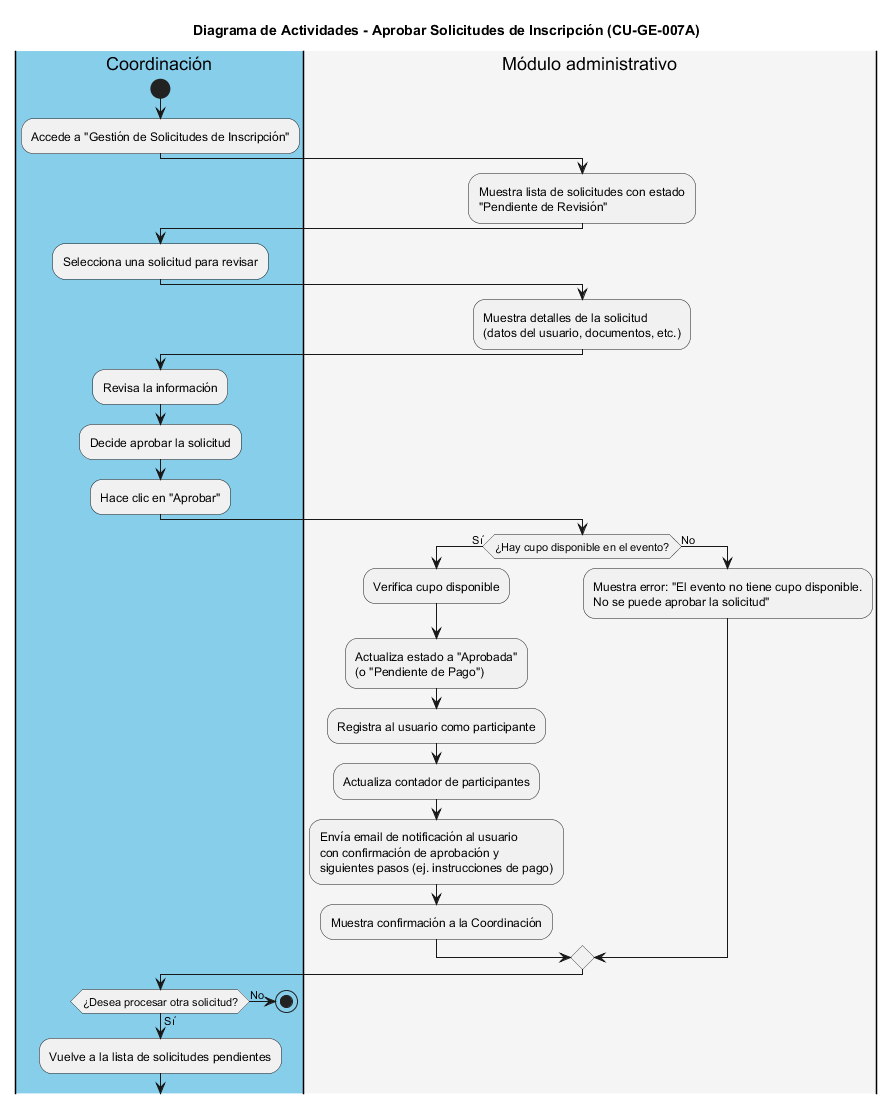 Diagrama de Actividades - Aprobar Solicitudes de Inscripción (CU-GE-007A)
Coordinación
Módulo administrativo
Accede a "Gestión de Solicitudes de Inscripción"
Muestra lista de solicitudes con estado
"Pendiente de Revisión"
Selecciona una solicitud para revisar
Muestra detalles de la solicitud
(datos del usuario, documentos, etc.)
Revisa la información
Decide aprobar la solicitud
Hace clic en "Aprobar"
Sí
¿Hay cupo disponible en el evento?
No
Verifica cupo disponible
Muestra error: "El evento no tiene cupo disponible.
No se puede aprobar la solicitud"
Actualiza estado a "Aprobada"
(o "Pendiente de Pago")
Registra al usuario como participante
Actualiza contador de participantes
Envía email de notificación al usuario
con confirmación de aprobación y
siguientes pasos (ej. instrucciones de pago)
Muestra confirmación a la Coordinación
¿Desea procesar otra solicitud?
No
Sí
Vuelve a la lista de solicitudes pendientes